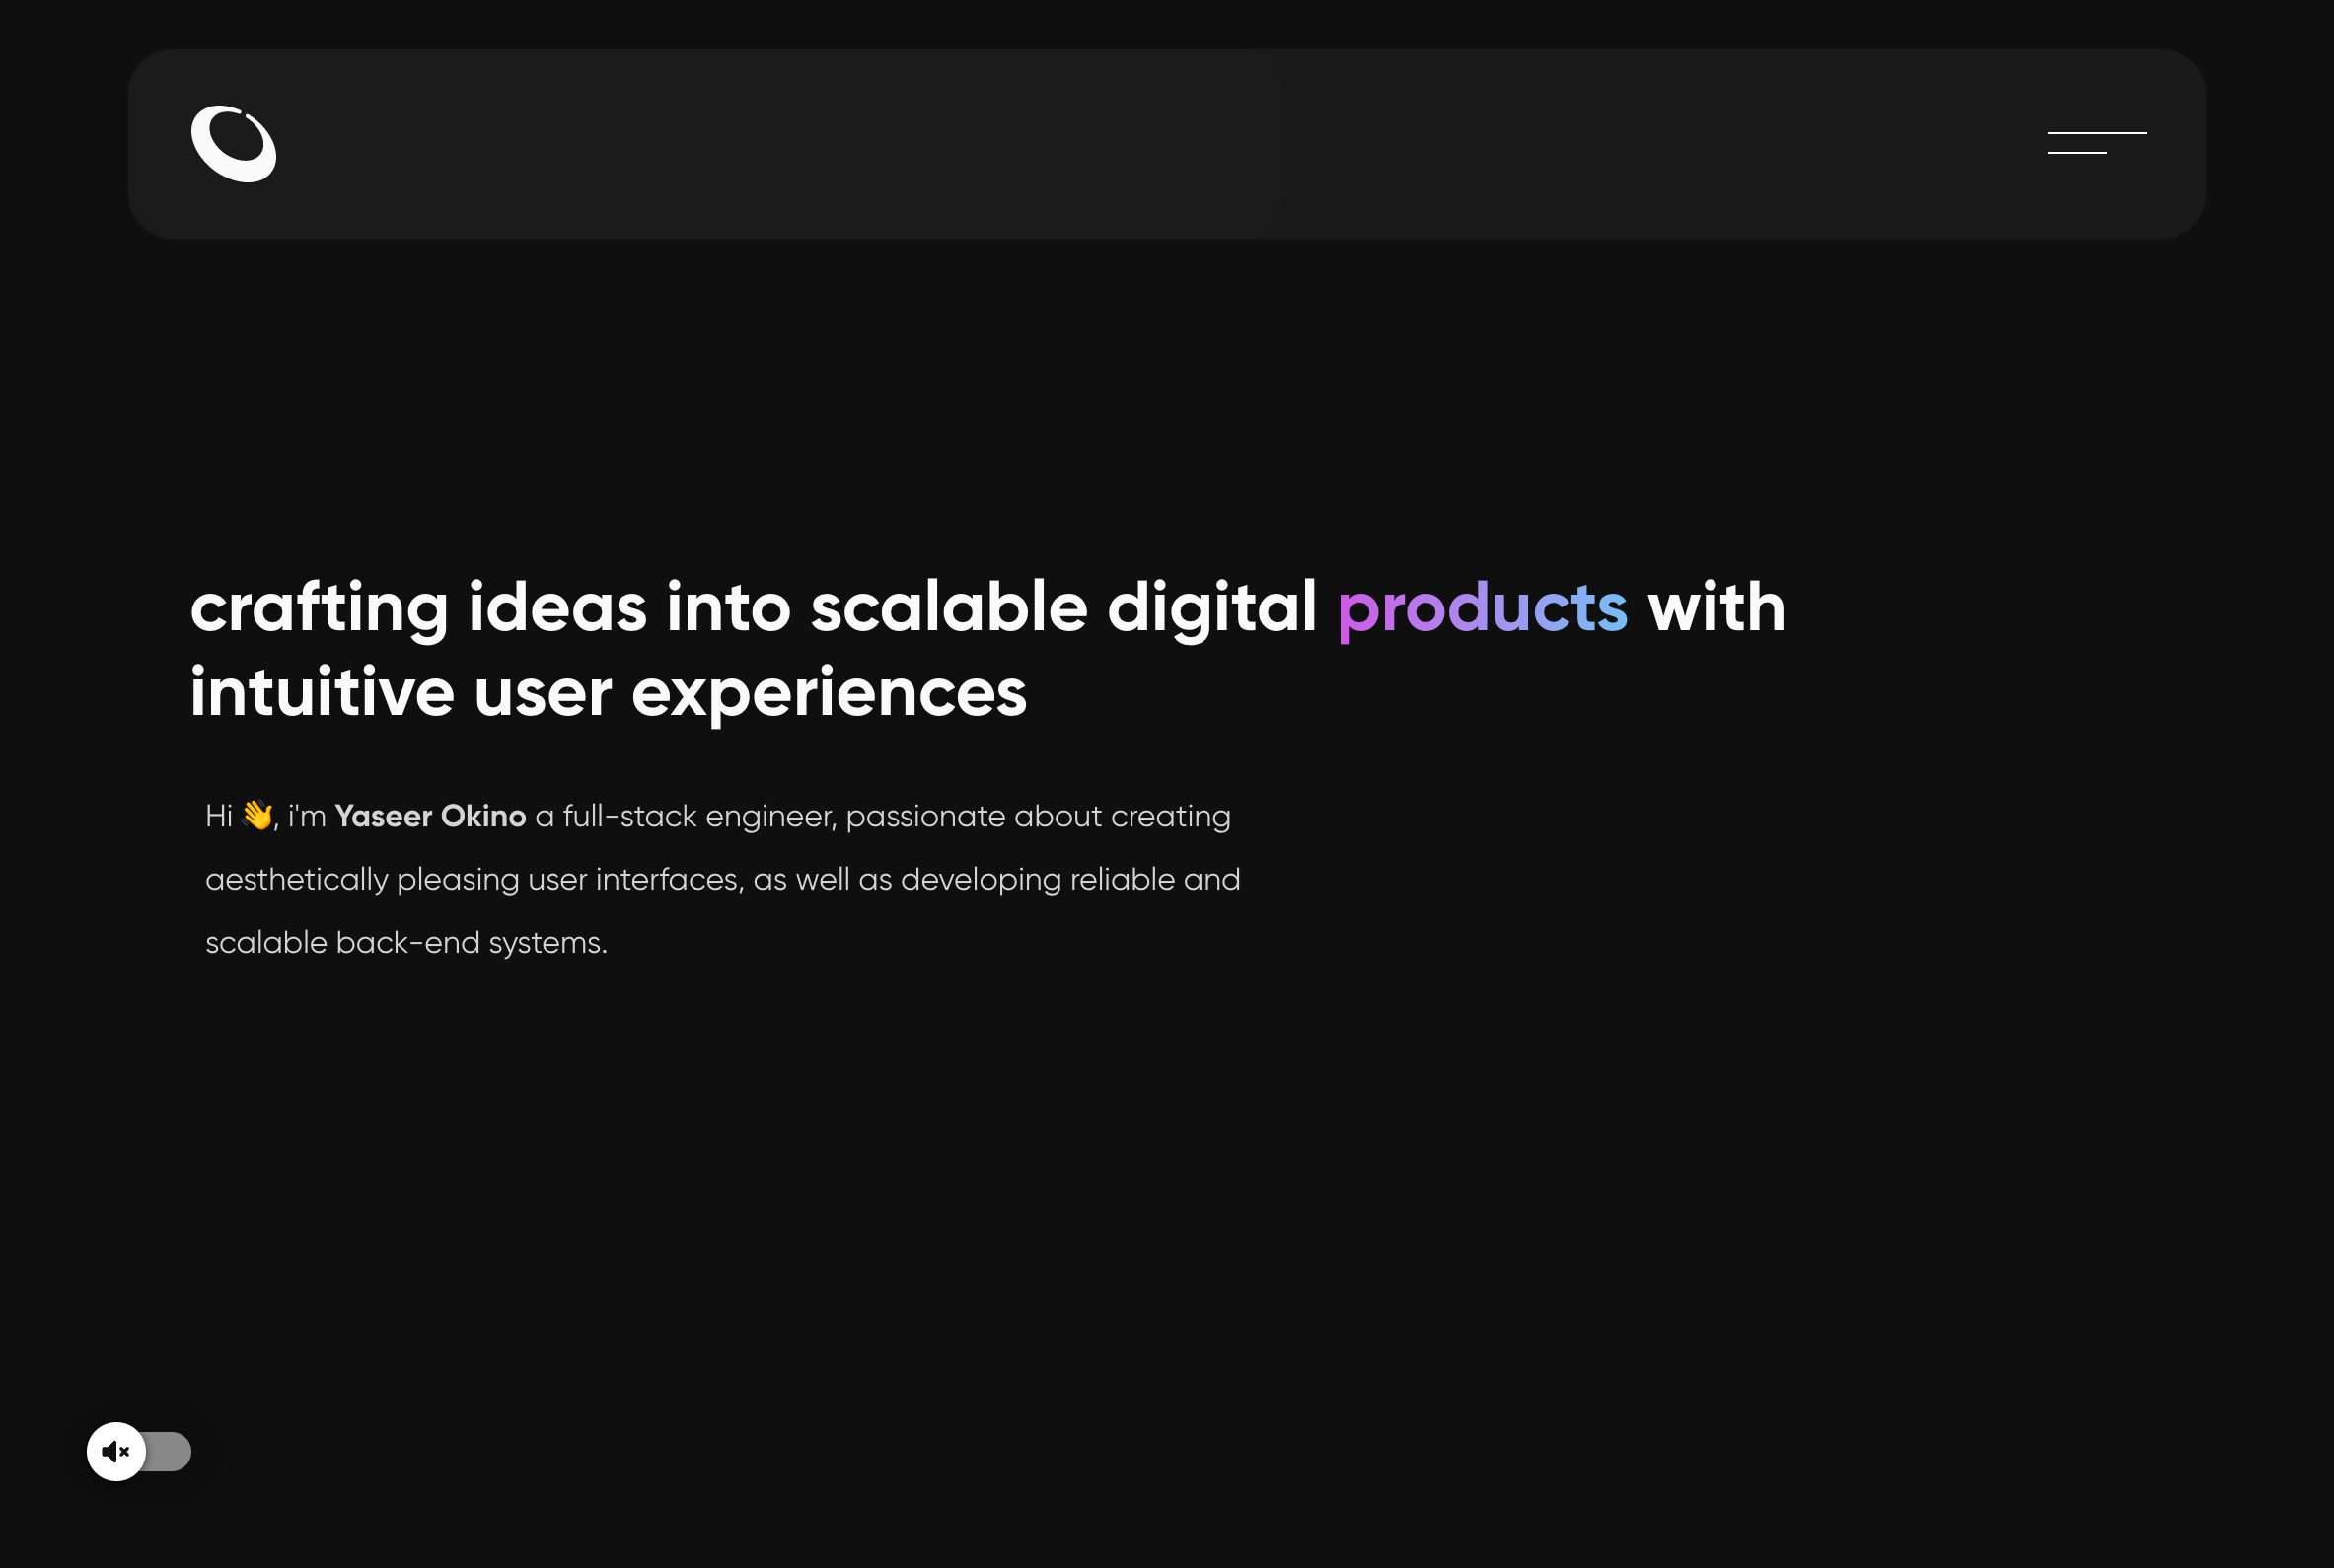 crafting ideas into scalable digital products with
intuitive user experiences
Hi 👋, i'm Yaseer Okino a full-stack engineer, passionate about creating
aesthetically pleasing user interfaces, as well as developing reliable and
scalable back-end systems.